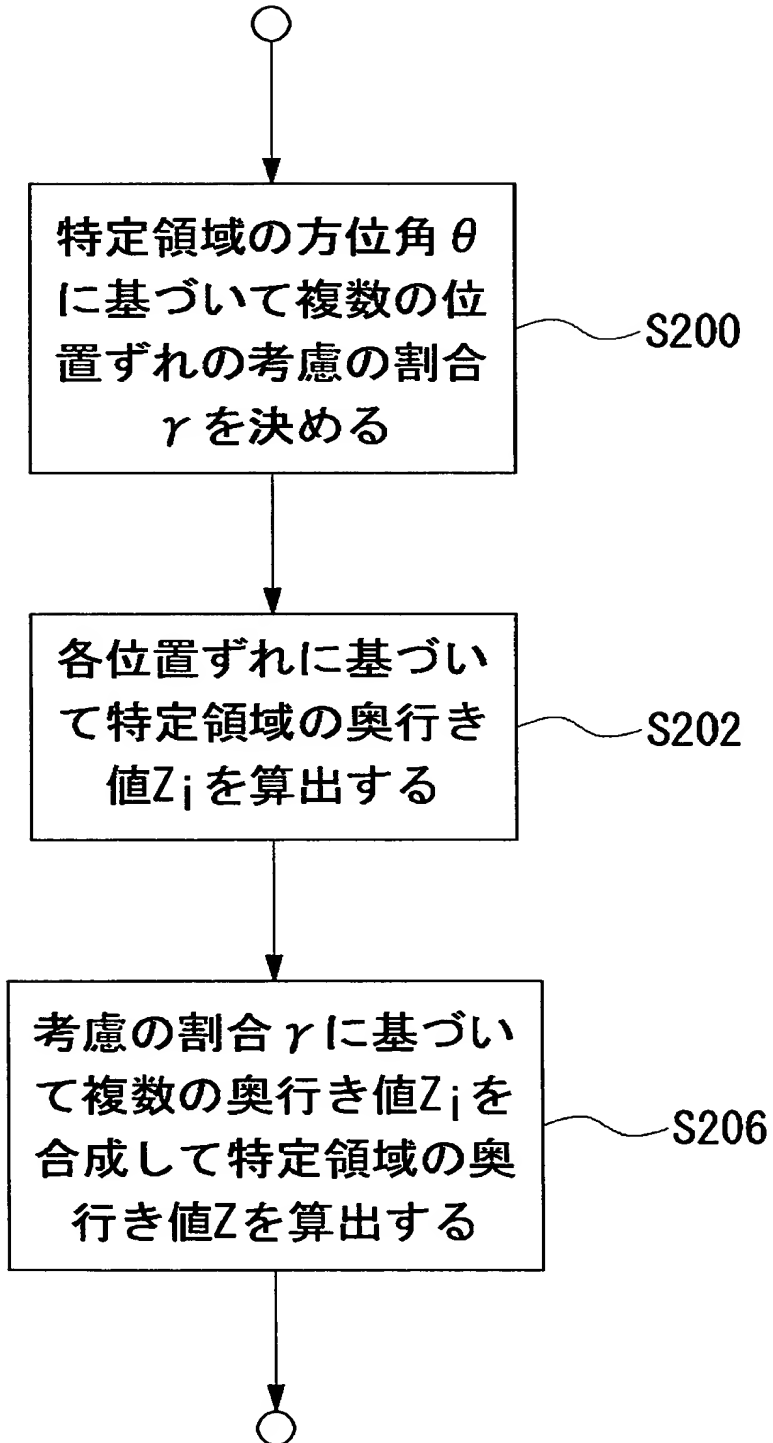 特定領域の方位角θ
に基づいて複数の位
置ずれの考慮の割合
γを決める
S200
各位置ずれに基づい
て特定領域の奥行き
値Ziを算出する
S202
考慮の割合γに基づい
て複数の奥行き値Ziを
合成して特定領域の奥
行き値Zを算出する
S206